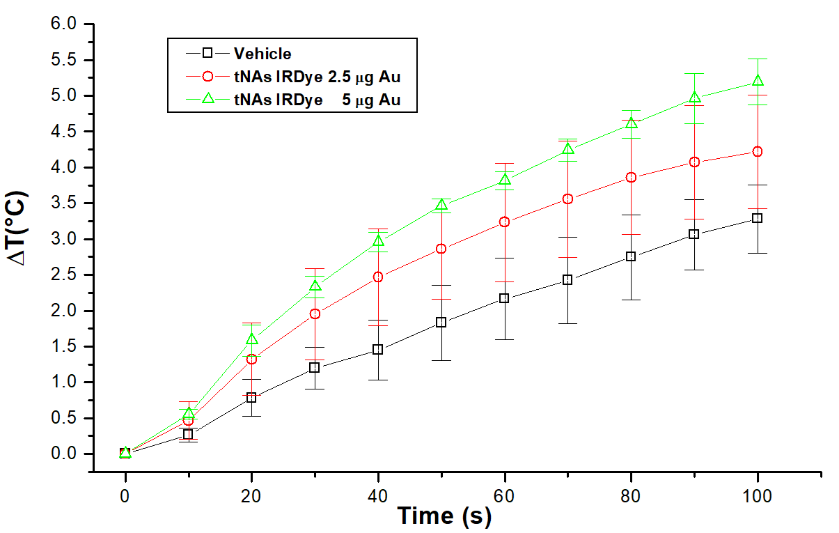 6.0
5.5
5.0
4.5
4.0
3.5
3.0
2.5
2.0
1.5
1.0
0.5
0.0
ΔT(°C)
Vehicle
tNAs IRDye 2.5 μg Au
tNAs IRDye 5 μg Au
0 20 40 60 80 100
Time (s)